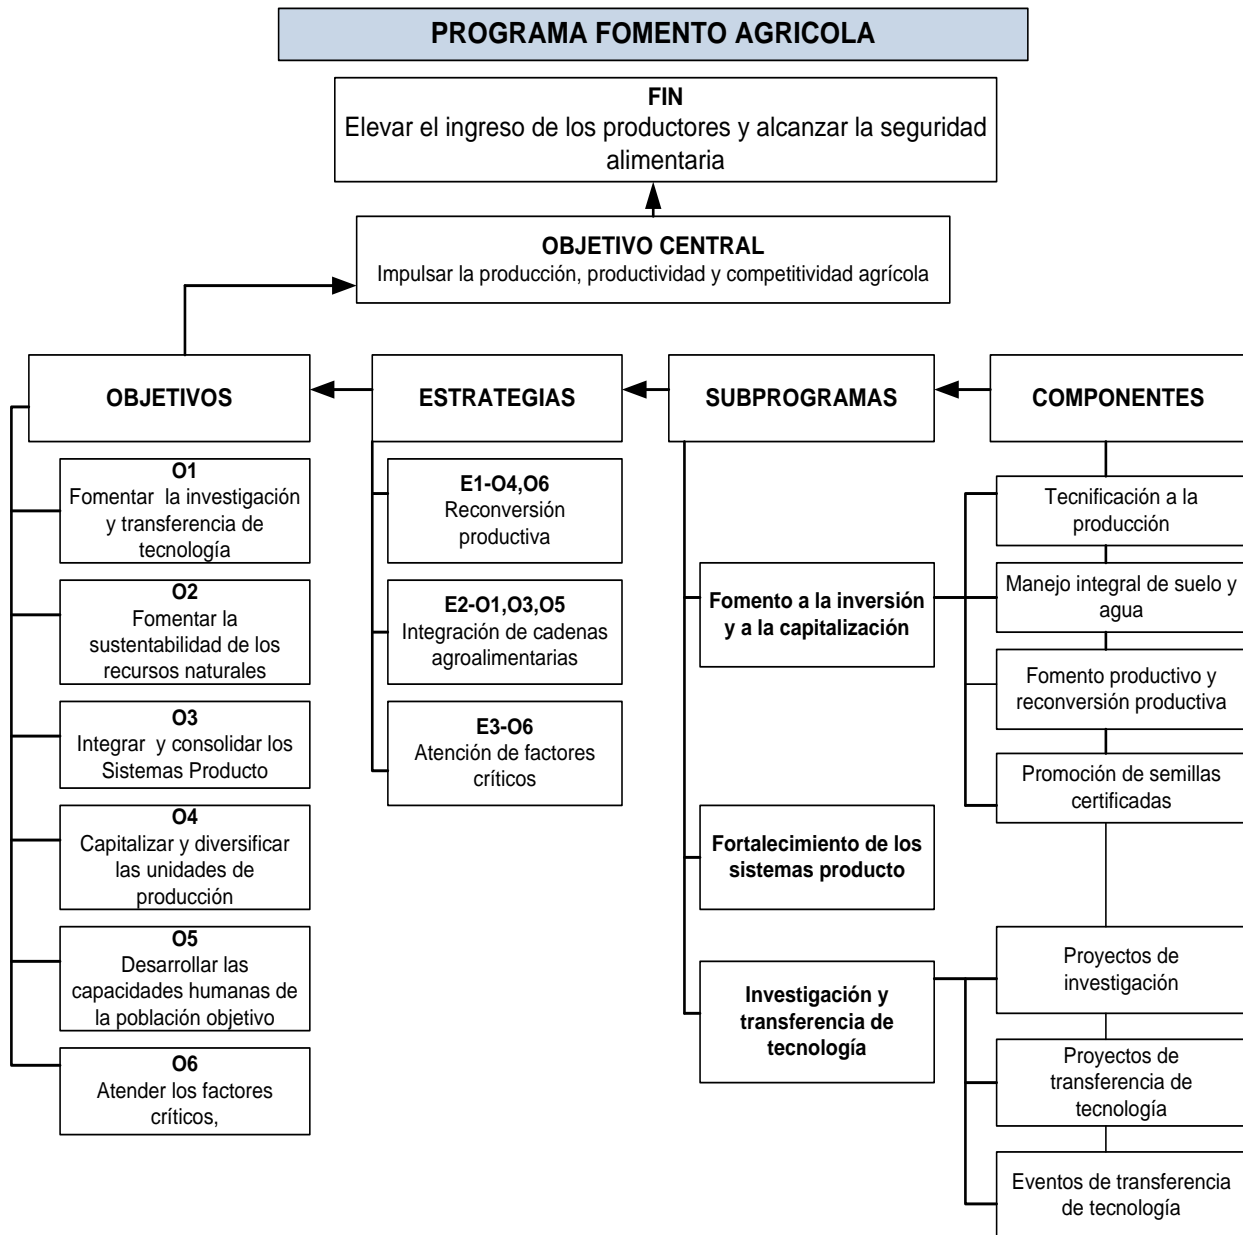 PROGRAMA FOMENTO AGRICOLA
FIN
Elevar el ingreso de los productores y alcanzar la seguridad
alimentaria
OBJETIVO CENTRAL
Impulsar la producción, productividad y competitividad agrícola
OBJETIVOS
ESTRATEGIAS
SUBPROGRAMAS
COMPONENTES
O1
Fomentar la investigación
y transferencia de
tecnología
O2
Fomentar la
sustentabilidad de los
recursos naturales
O3
Integrar y consolidar los
Sistemas Producto
O4
Capitalizar y diversificar
las unidades de
producción
O5
Desarrollar las
capacidades humanas de
la población objetivo
O6
Atender los factores
críticos,
E1-O4,O6
Reconversión
productiva
E2-O1,O3,O5
Integración de cadenas
agroalimentarias
E3-O6
Atención de factores
críticos
Fomento a la inversión
y a la capitalización
Fortalecimiento de los
sistemas producto
Investigación y
transferencia de
tecnología
Tecnificación a la
producción
Manejo integral de suelo y
agua
Fomento productivo y
reconversión productiva
Promoción de semillas
certificadas
Proyectos de
investigación
Proyectos de
transferencia de
tecnología
Eventos de transferencia
de tecnología